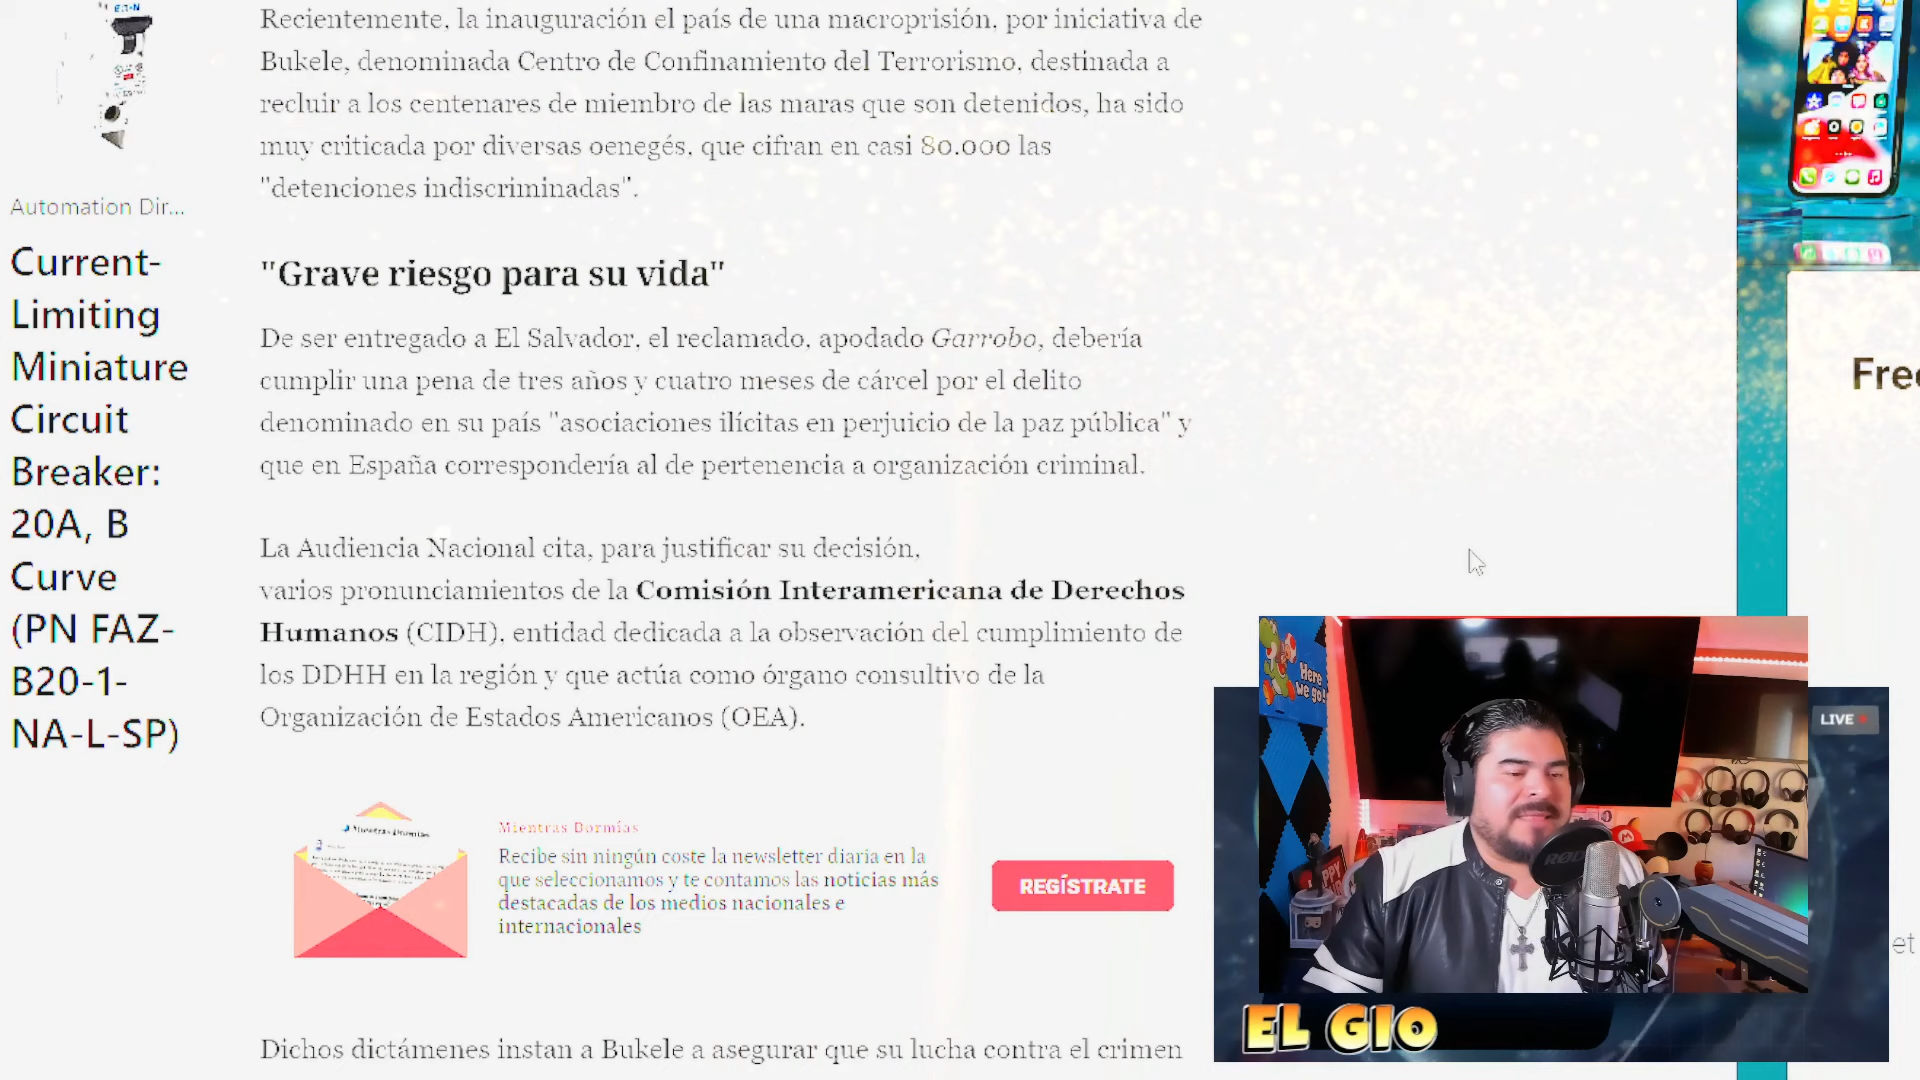 EATON
Recientemente, la inauguración el país de una macroprisión, por iniciativa de
Bukele, denominada Centro de Confinamiento del Terrorismo, destinada a
recluir a los centenares de miembro de las maras que son detenidos, ha sido
muy criticada por diversas oenegés, que cifran en casi 80.000 las
"detenciones indiscriminadas".
Automation Dir...
Current-
Limiting
Miniature
Circuit
Breaker:
20A, B
Curve
(PN FAZ-
B20-1-
NA-L-SP)
"Grave riesgo para su vida"
De ser entregado a El Salvador, el reclamado, apodado Garrobo, debería
cumplir una pena de tres años y cuatro meses de cárcel por el delito
denominado en su país "asociaciones ilícitas en perjuicio de la paz pública" y
que en España correspondería al de pertenencia a organización criminal.
La Audiencia Nacional cita, para justificar su decisión,
varios pronunciamientos de la Comisión Interamericana de Derechos
Humanos (CIDH), entidad dedicada a la observación del cumplimiento de
los DDHH en la región y que actúa como órgano consultivo de la
Organización de Estados Americanos (OEA).
Mientras Dormías
Recibe sin ningún coste la newsletter diaria en la
que seleccionamos y te contamos las noticias más
destacadas de los medios nacionales e
internacionales
REGÍSTRATE
Dichos dictámenes instan a Bukele a asegurar que su lucha contra el crimen
Here
we go!
LIVE
RØDE
EL GIO
Free
et